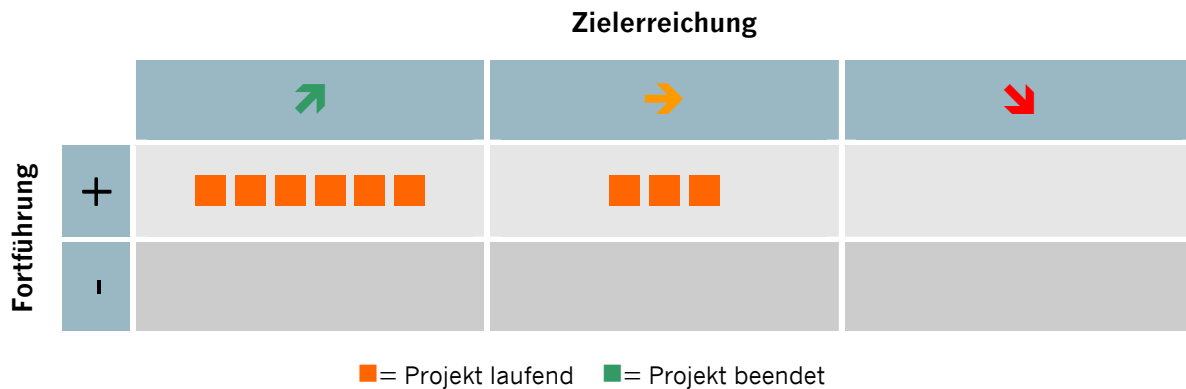 Zielerreichung
Fortführung
+
-
= Projekt laufend = Projekt beendet